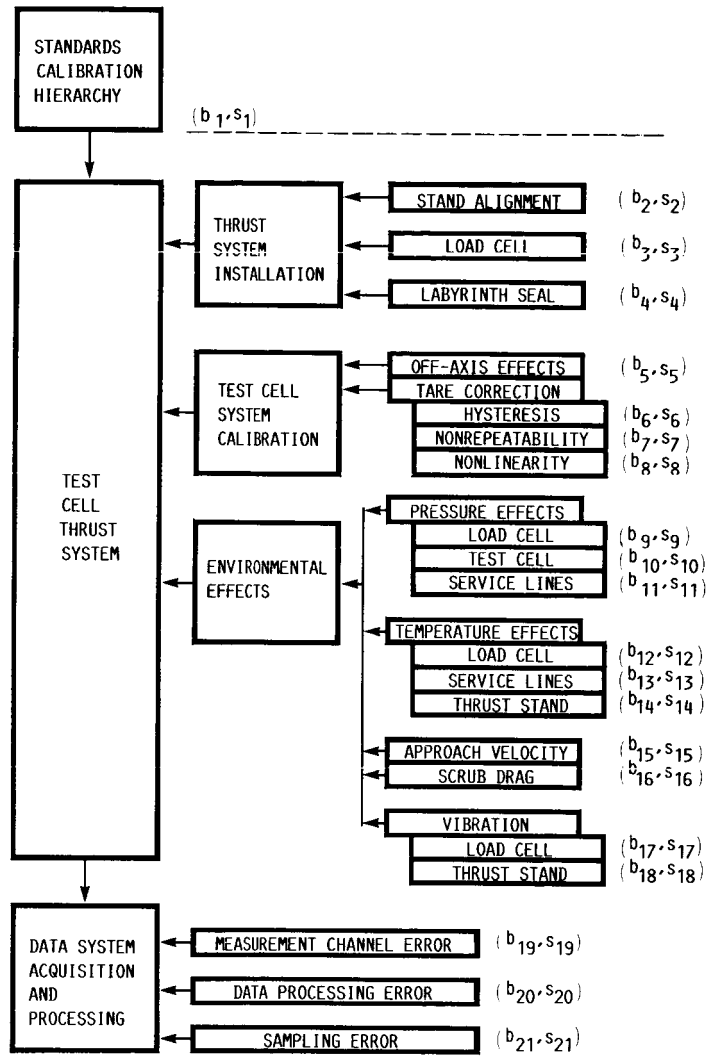 STANDARDS
CALIBRATION
HIERARCHY
(b1,s1)
THRUST
SYSTEM
INSTALLATION
STAND ALIGNMENT (b2,s2)
LOAD CELL (b3,s3)
LABYRINTH SEAL (b4,s4)
TEST CELL
SYSTEM
CALIBRATION
OFF-AXIS EFFECTS (b5,s5)
TARE CORRECTION
HYSTERESIS (b6,s6)
NONREPEATABILITY (b7,s7)
NONLINEARITY (b8,s8)
TEST
CELL
THRUST
SYSTEM
ENVIRONMENTAL
EFFECTS
PRESSURE EFFECTS
LOAD CELL (b9,s9)
TEST CELL (b10,s10)
SERVICE LINES (b11,s11)
TEMPERATURE EFFECTS
LOAD CELL (b12,s12)
SERVICE LINES (b13,s13)
THRUST STAND (b14,s14)
APPROACH VELOCITY (b15,s15)
SCRUB DRAG (b16,s16)
VIBRATION
LOAD CELL (b17,s17)
THRUST STAND (b18,s18)
DATA SYSTEM
ACQUISITION
AND
PROCESSING
MEASUREMENT CHANNEL ERROR (b19,s19)
DATA PROCESSING ERROR (b20,s20)
SAMPLING ERROR (b21,s21)